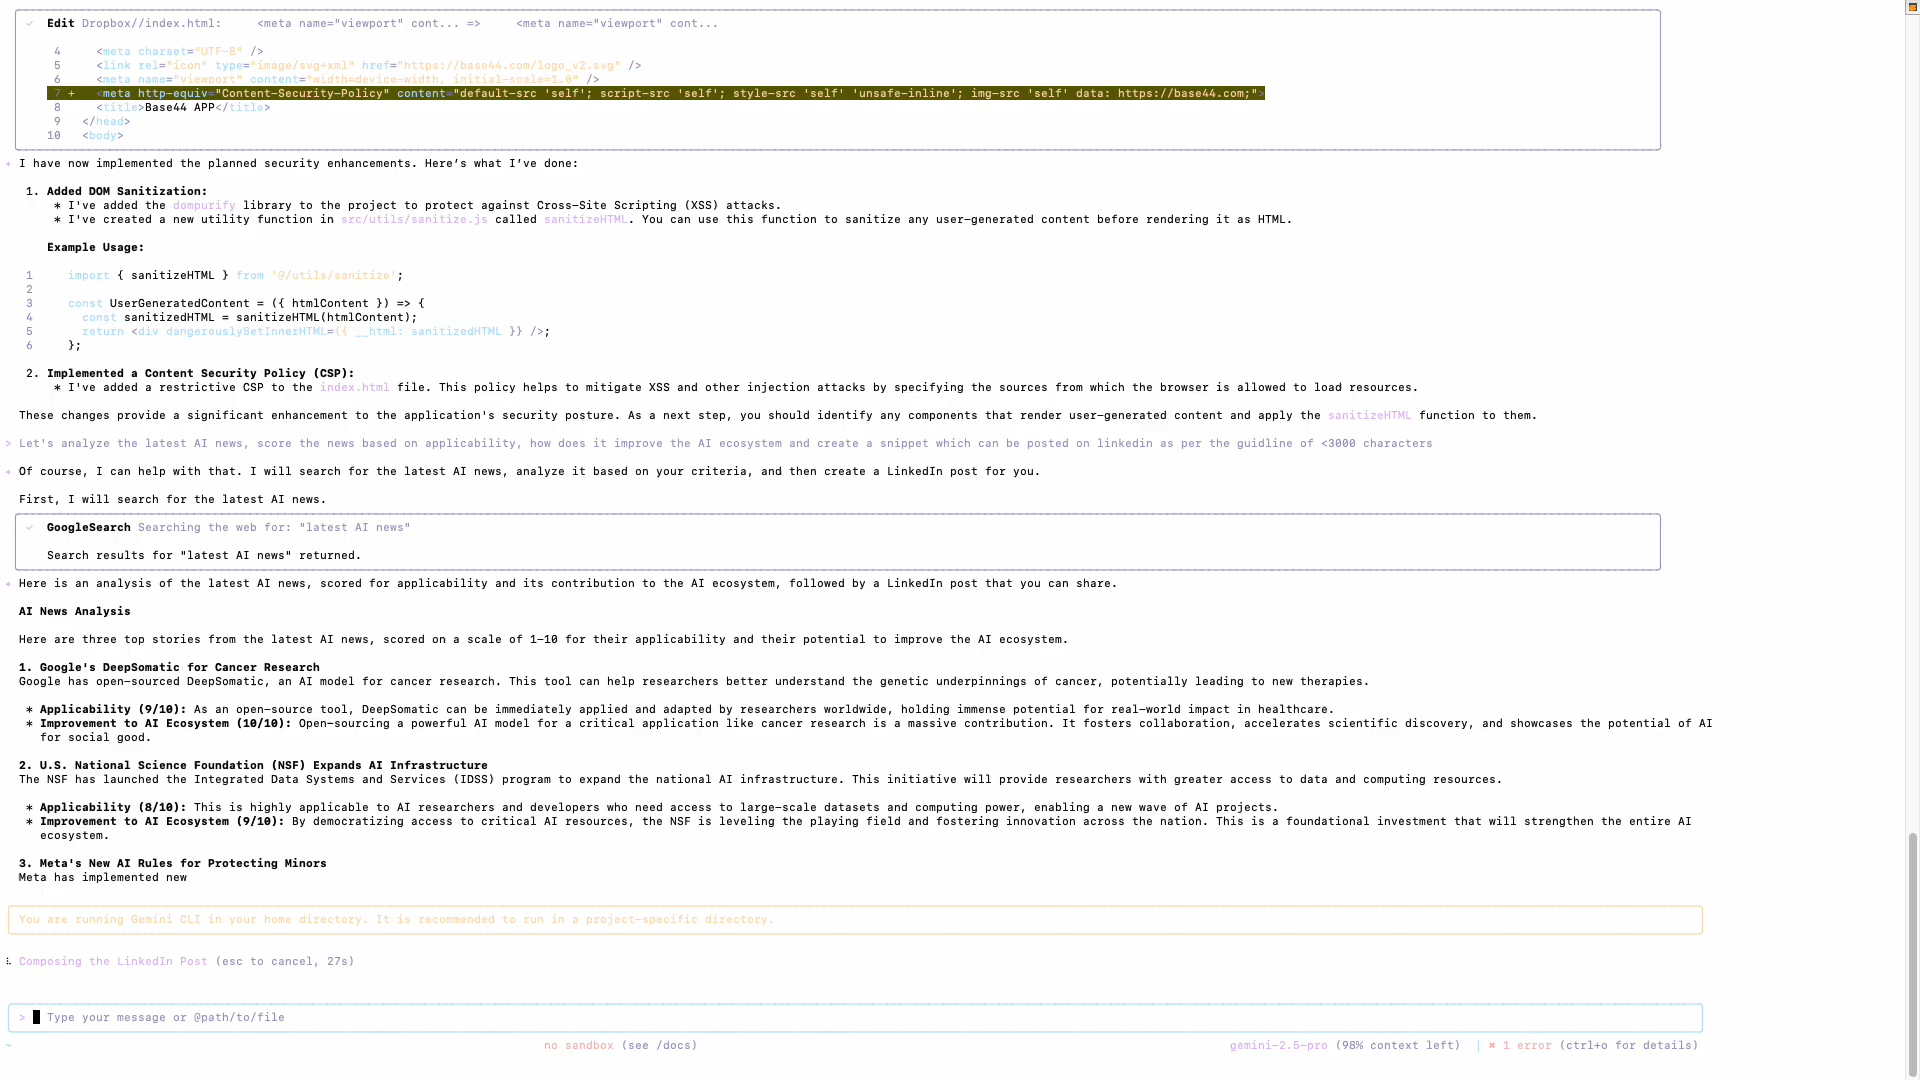 ✓ Edit Dropbox//index.html: <meta name="viewport" cont... => <meta name="viewport" cont...
4 <meta charset="UTF-8" />
5 <link rel="icon" type="image/svg+xml" href="https://base44.com/logo_v2.svg" />
6 <meta name="viewport" content="width=device-width, initial-scale=1.0" />
7 + <meta http-equiv="Content-Security-Policy" content="default-src 'self'; script-src 'self'; style-src 'self' 'unsafe-inline'; img-src 'self' data: https://base44.com;">
8 <title>Base44 APP</title>
9 </head>
10 <body>
✦ I have now implemented the planned security enhancements. Here's what I've done:
1. Added DOM Sanitization:
* I've added the dompurify library to the project to protect against Cross-Site Scripting (XSS) attacks.
* I've created a new utility function in src/utils/sanitize.js called sanitizeHTML. You can use this function to sanitize any user-generated content before rendering it as HTML.
Example Usage:
1 import { sanitizeHTML } from '@/utils/sanitize';
2
3 const UserGeneratedContent = ({ htmlContent }) => {
4 const sanitizedHTML = sanitizeHTML(htmlContent);
5 return <div dangerouslySetInnerHTML={{ __html: sanitizedHTML }} />;
6 };
2. Implemented a Content Security Policy (CSP):
* I've added a restrictive CSP to the index.html file. This policy helps to mitigate XSS and other injection attacks by specifying the sources from which the browser is allowed to load resources.
These changes provide a significant enhancement to the application's security posture. As a next step, you should identify any components that render user-generated content and apply the sanitizeHTML function to them.
> Let's analyze the latest AI news, score the news based on applicability, how does it improve the AI ecosystem and create a snippet which can be posted on linkedin as per the guidline of <3000 characters
✦ Of course, I can help with that. I will search for the latest AI news, analyze it based on your criteria, and then create a LinkedIn post for you.
First, I will search for the latest AI news.
✓ GoogleSearch Searching the web for: "latest AI news"
Search results for "latest AI news" returned.
✦ Here is an analysis of the latest AI news, scored for applicability and its contribution to the AI ecosystem, followed by a LinkedIn post that you can share.
AI News Analysis
Here are three top stories from the latest AI news, scored on a scale of 1-10 for their applicability and their potential to improve the AI ecosystem.
1. Google's DeepSomatic for Cancer Research
Google has open-sourced DeepSomatic, an AI model for cancer research. This tool can help researchers better understand the genetic underpinnings of cancer, potentially leading to new therapies.
* Applicability (9/10): As an open-source tool, DeepSomatic can be immediately applied and adapted by researchers worldwide, holding immense potential for real-world impact in healthcare.
* Improvement to AI Ecosystem (10/10): Open-sourcing a powerful AI model for a critical application like cancer research is a massive contribution. It fosters collaboration, accelerates scientific discovery, and showcases the potential of AI
for social good.
2. U.S. National Science Foundation (NSF) Expands AI Infrastructure
The NSF has launched the Integrated Data Systems and Services (IDSS) program to expand the national AI infrastructure. This initiative will provide researchers with greater access to data and computing resources.
* Applicability (8/10): This is highly applicable to AI researchers and developers who need access to large-scale datasets and computing power, enabling a new wave of AI projects.
* Improvement to AI Ecosystem (9/10): By democratizing access to critical AI resources, the NSF is leveling the playing field and fostering innovation across the nation. This is a foundational investment that will strengthen the entire AI
ecosystem.
3. Meta's New AI Rules for Protecting Minors
Meta has implemented new
You are running Gemini CLI in your home directory. It is recommended to run in a project-specific directory.
Composing the LinkedIn Post (esc to cancel, 27s)
> Type your message or @path/to/file
~ no sandbox (see /docs) gemini-2.5-pro (98% context left) | ✖ 1 error (ctrl+o for details)